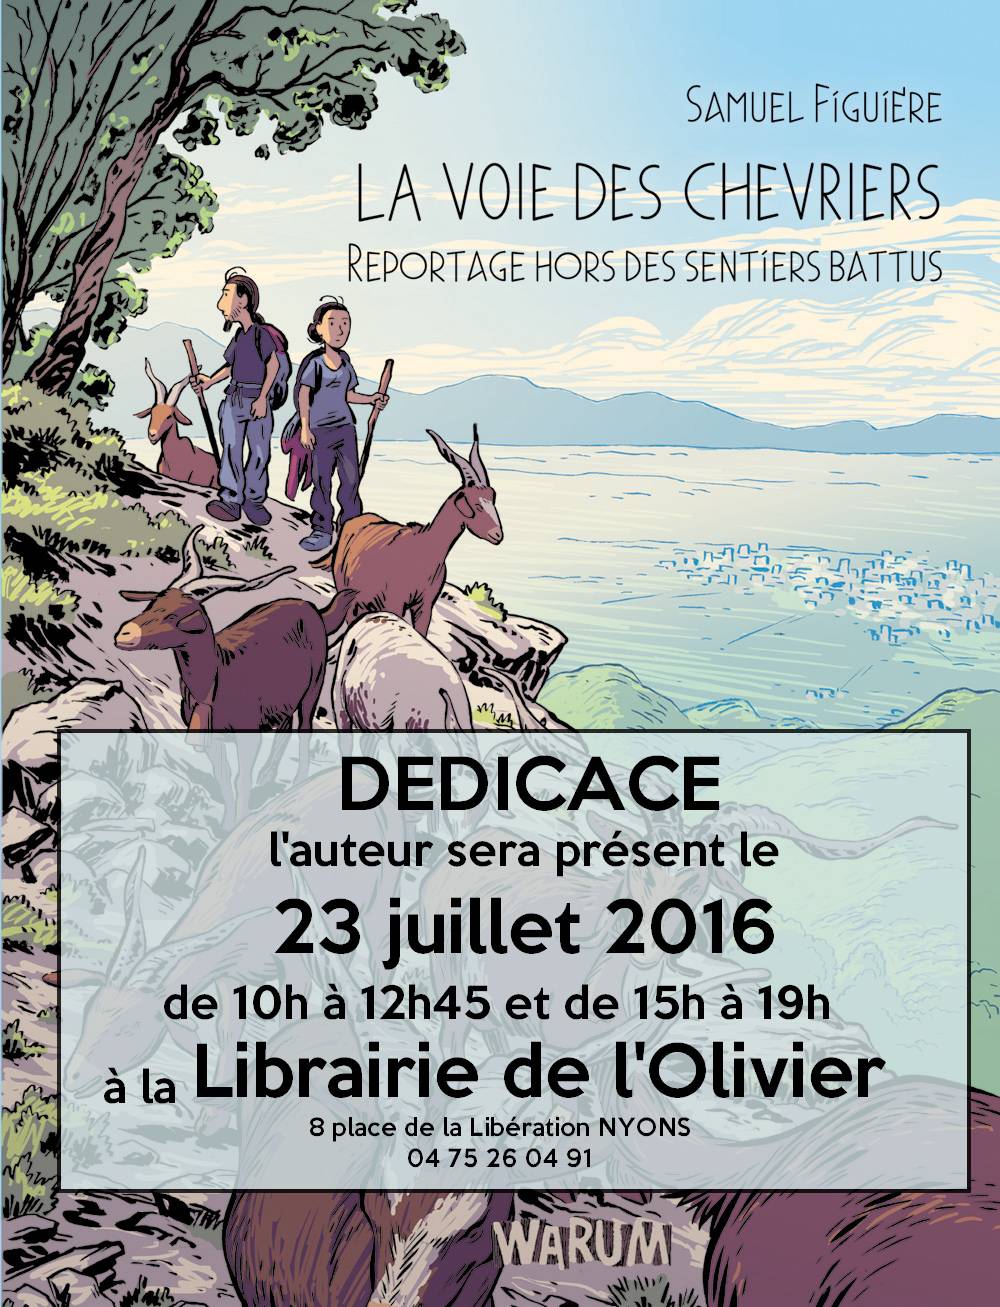 SAMUEL FIGUIÈRE
LA VOIE DES CHEVRIERS
REPORTAGE HORS DES SENTIERS BATTUS
DEDICACE
l'auteur sera présent le
23 juillet 2016
de 10h à 12h45 et de 15h à 19h
à la Librairie de l'Olivier
8 place de la Libération NYONS
04 75 26 04 91
WARUM